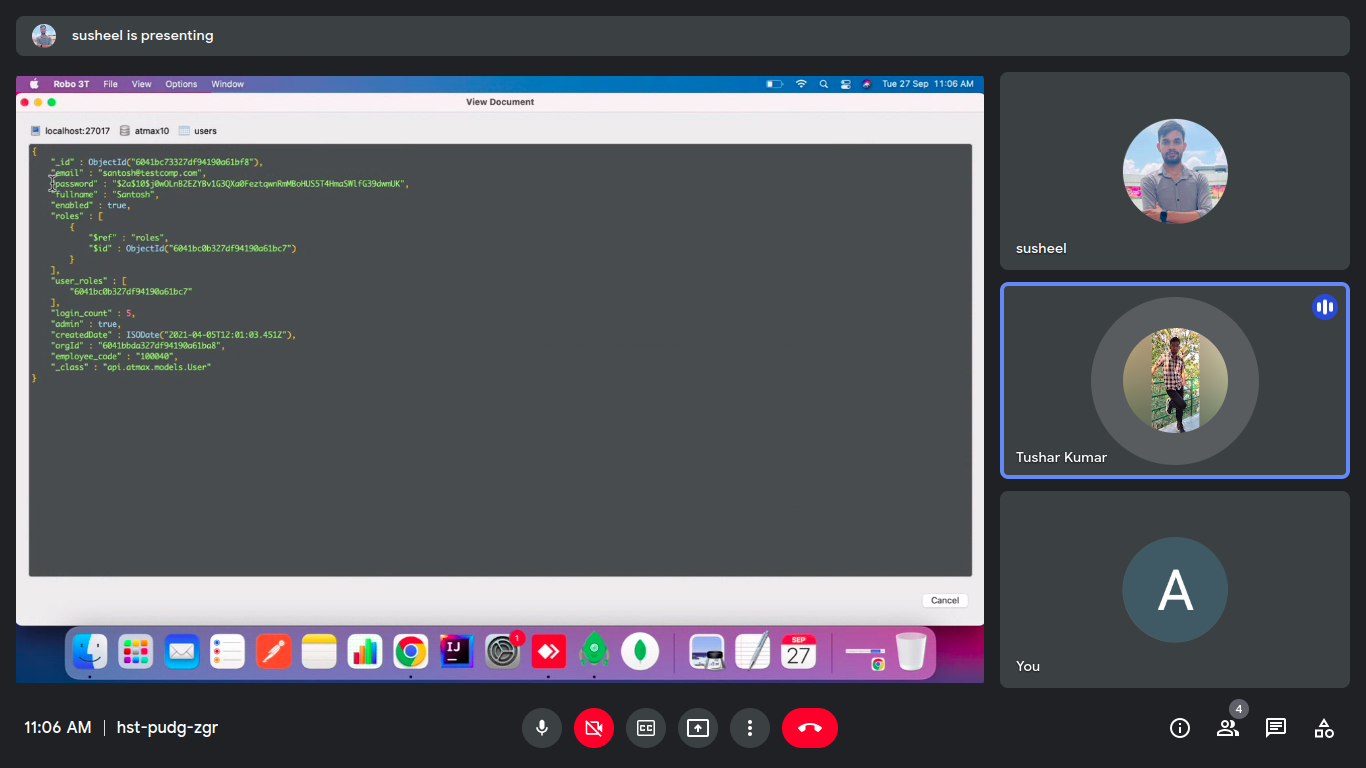 susheel is presenting
Robo 3T File View Options Window Tue 27 Sep 11:06 AM
View Document
localhost:27017 atmax10 users
{
"_id" : ObjectId("6041bc73327df94190a61bf8"),
"email" : "santosh@testcomp.com",
"password" : "$2a$10$j0wOLnB2EZYBv1G3QXa0FeztqwnRmMBoHUS5T4HmaSWlfG39dwmUK",
"fullname" : "Santosh",
"enabled" : true,
"roles" : [
{
"$ref" : "roles",
"$id" : ObjectId("6041bc0b327df94190a61bc7")
}
],
"user_roles" : [
"6041bc0b327df94190a61bc7"
],
"login_count" : 5,
"admin" : true,
"createdDate" : ISODate("2021-04-05T12:01:03.451Z"),
"orgId" : "6041bbda327df94190a61ba8",
"employee_code" : "100040",
"_class" : "api.atmax.models.User"
}
Cancel
IJ
1
SEP
27
susheel
Tushar Kumar
A
You
11:06 AM | hst-pudg-zgr
CC
4